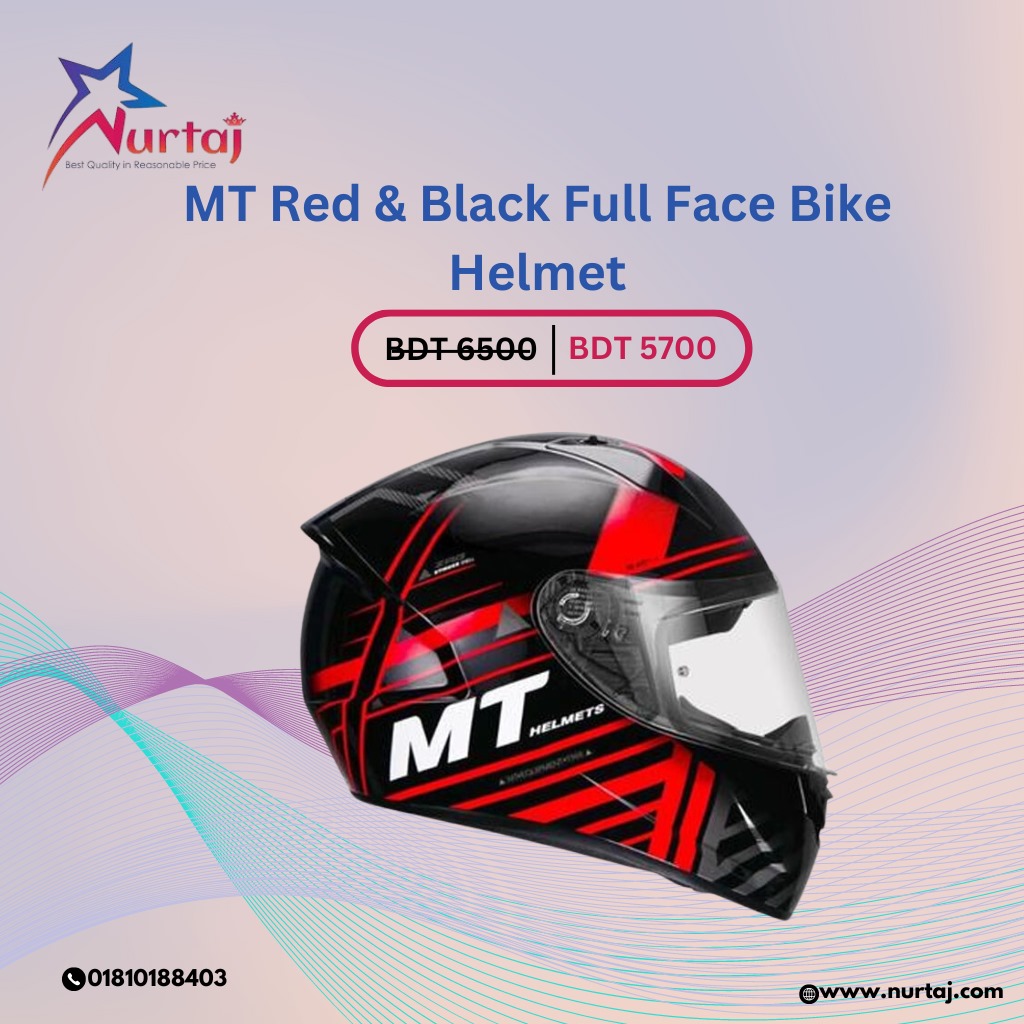 Nurtaj
Best Quality in Reasonable Price
MT Red & Black Full Face Bike
Helmet
BDT 6500 | BDT 5700
MT HELMETS
01810188403
www.nurtaj.com